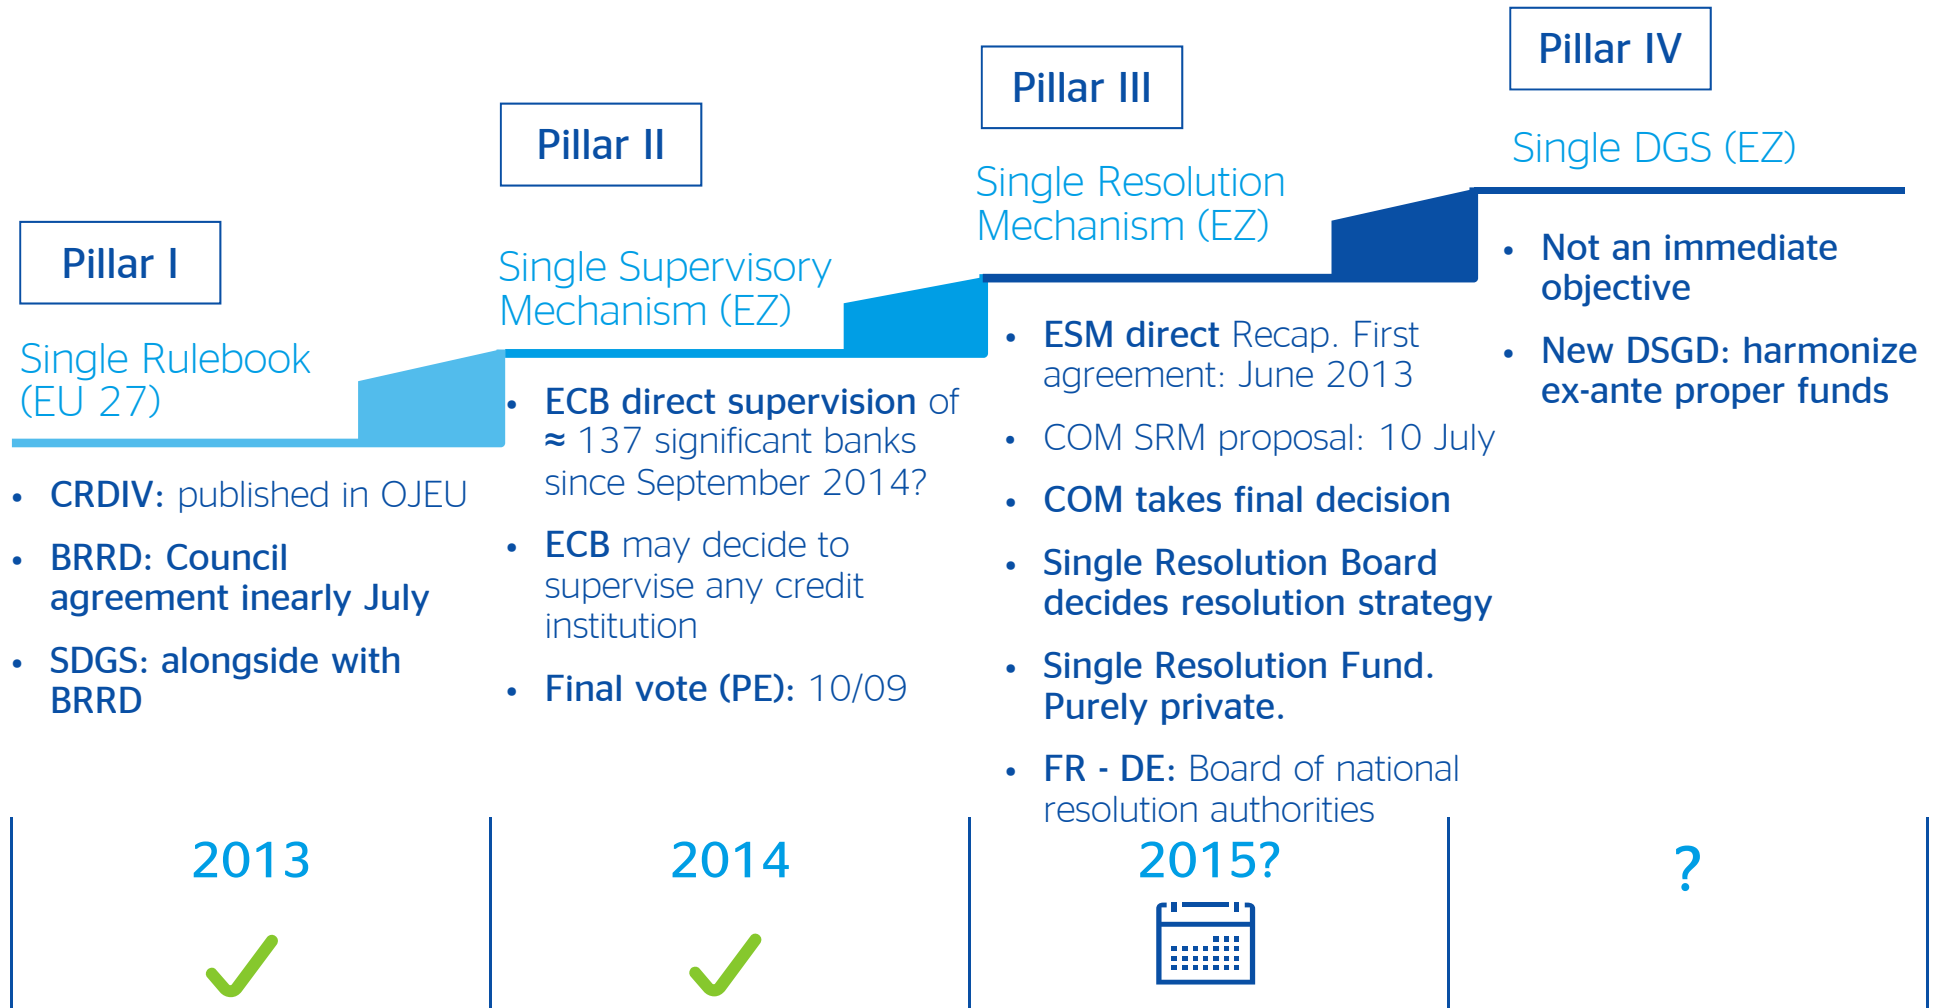 Pillar I
Single Rulebook
(EU 27)
• CRDIV: published in OJEU
• BRRD: Council
agreement inearly July
• SDGS: alongside with
BRRD
2013
Pillar II
Single Supervisory
Mechanism (EZ)
• ECB direct supervision of
≈ 137 significant banks
since September 2014?
• ECB may decide to
supervise any credit
institution
• Final vote (PE): 10/09
2014
Pillar III
Single Resolution
Mechanism (EZ)
• ESM direct Recap. First
agreement: June 2013
• COM SRM proposal: 10 July
• COM takes final decision
• Single Resolution Board
decides resolution strategy
• Single Resolution Fund.
Purely private.
• FR - DE: Board of national
resolution authorities
2015?
Pillar IV
Single DGS (EZ)
• Not an immediate
objective
• New DSGD: harmonize
ex-ante proper funds
?